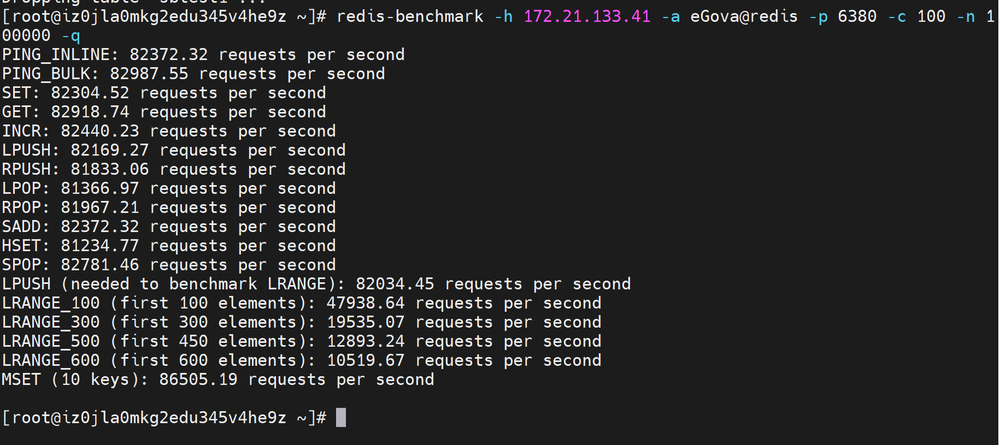 Dropping table 'sbtest1'...
[root@iz0jla0mkg2edu345v4he9z ~]# redis-benchmark -h 172.21.133.41 -a eGova@redis -p 6380 -c 100 -n 1
00000 -q
PING_INLINE: 82372.32 requests per second
PING_BULK: 82987.55 requests per second
SET: 82304.52 requests per second
GET: 82918.74 requests per second
INCR: 82440.23 requests per second
LPUSH: 82169.27 requests per second
RPUSH: 81833.06 requests per second
LPOP: 81366.97 requests per second
RPOP: 81967.21 requests per second
SADD: 82372.32 requests per second
HSET: 81234.77 requests per second
SPOP: 82781.46 requests per second
LPUSH (needed to benchmark LRANGE): 82034.45 requests per second
LRANGE_100 (first 100 elements): 47938.64 requests per second
LRANGE_300 (first 300 elements): 19535.07 requests per second
LRANGE_500 (first 450 elements): 12893.24 requests per second
LRANGE_600 (first 600 elements): 10519.67 requests per second
MSET (10 keys): 86505.19 requests per second
[root@iz0jla0mkg2edu345v4he9z ~]#